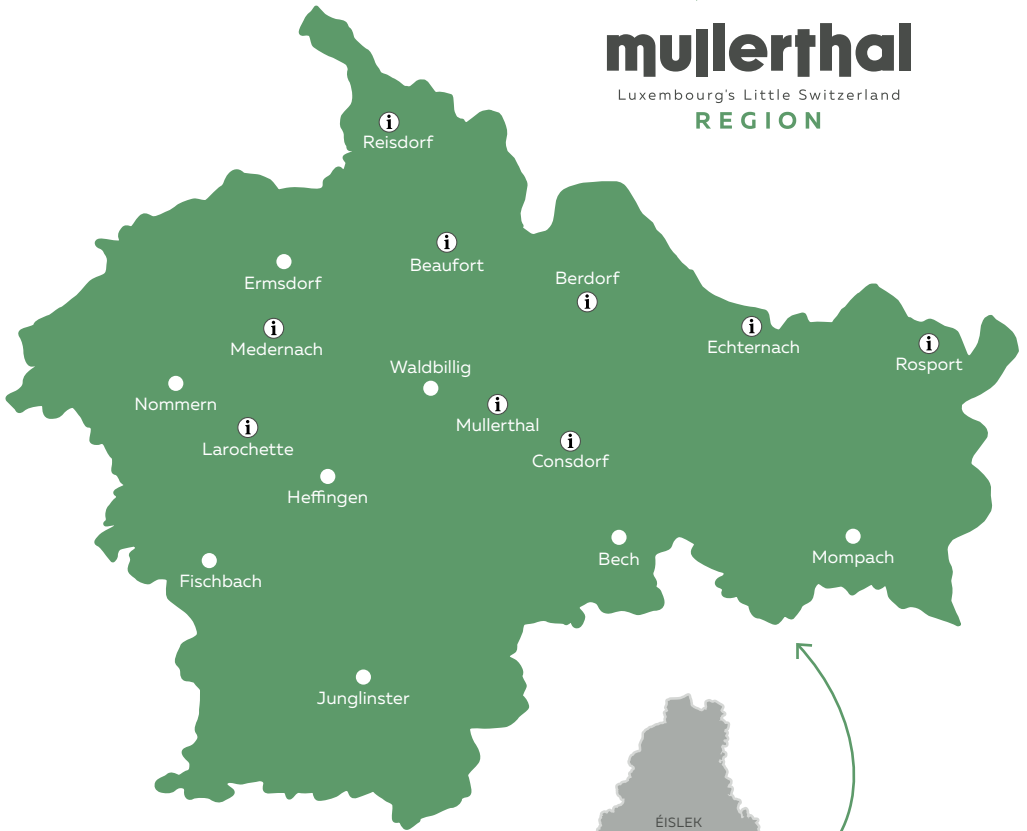 mullerthal
Luxembourg's Little Switzerland
REGION
i
Reisdorf
i
Beaufort
Ermsdorf
Berdorf
i
i
Medernach
i
Echternach
i
Rosport
Waldbillig
Nommern
i
Mullerthal
i
Larochette
i
Consdorf
Heffingen
Bech
Mompach
Fischbach
Junglinster
ÉISLEK